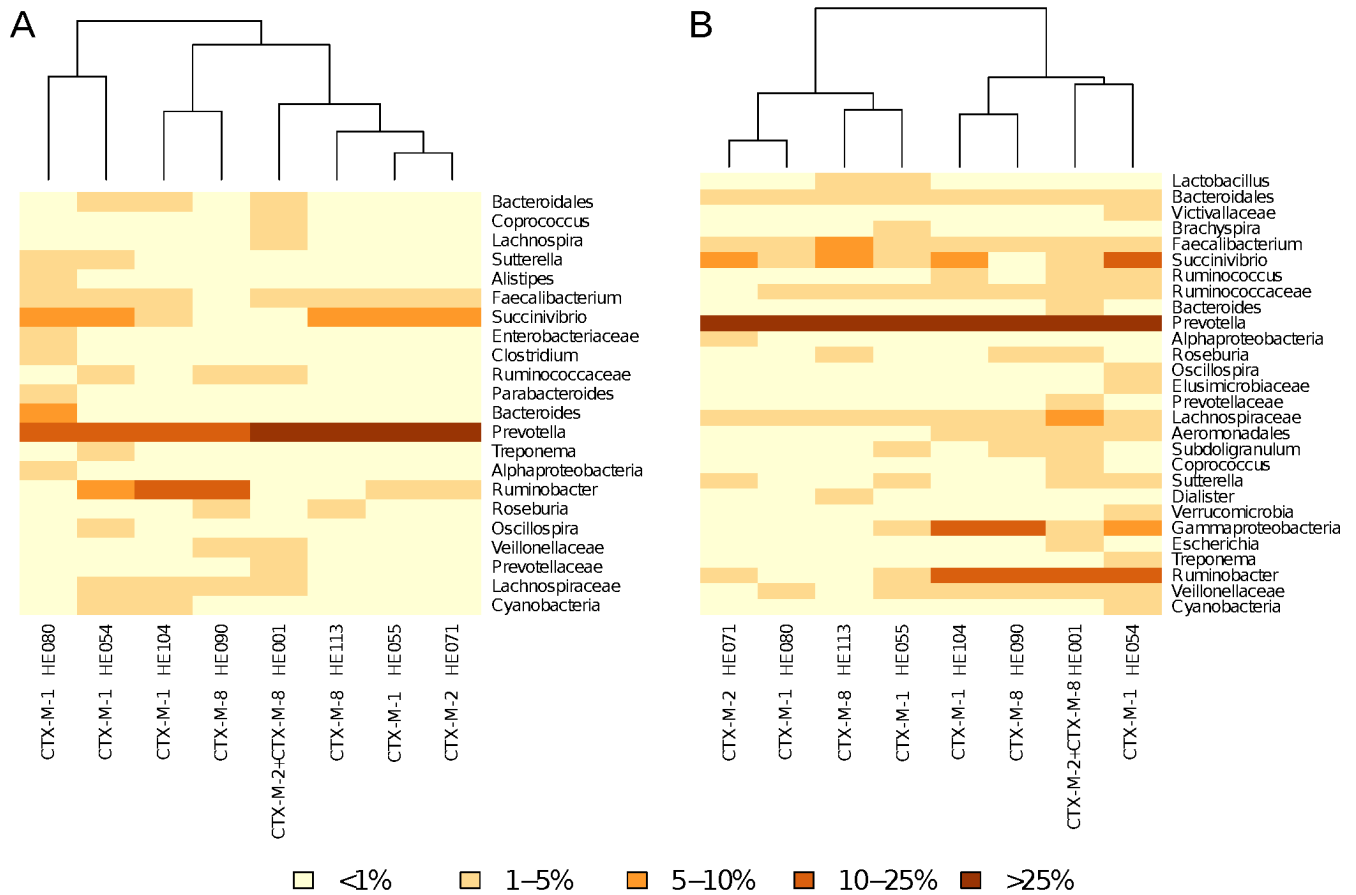 A
Bacteroidales
Coprococcus
Lachnospira
Sutterella
Alistipes
Faecalibacterium
Succinivibrio
Enterobacteriaceae
Clostridium
Ruminococcaceae
Parabacteroides
Bacteroides
Prevotella
Treponema
Alphaproteobacteria
Ruminobacter
Roseburia
Oscillospira
Veillonellaceae
Prevotellaceae
Lachnospiraceae
Cyanobacteria
CTX-M-1 HE080
CTX-M-1 HE054
CTX-M-1 HE104
CTX-M-8 HE090
CTX-M-2+CTX-M-8 HE001
CTX-M-8 HE113
CTX-M-1 HE055
CTX-M-2 HE071
B
Lactobacillus
Bacteroidales
Victivallaceae
Brachyspira
Faecalibacterium
Succinivibrio
Ruminococcus
Ruminococcaceae
Bacteroides
Prevotella
Alphaproteobacteria
Roseburia
Oscillospira
Elusimicrobiaceae
Prevotellaceae
Lachnospiraceae
Aeromonadales
Subdoligranulum
Coprococcus
Sutterella
Dialister
Verrucomicrobia
Gammaproteobacteria
Escherichia
Treponema
Ruminobacter
Veillonellaceae
Cyanobacteria
CTX-M-2 HE071
CTX-M-1 HE080
CTX-M-8 HE113
CTX-M-1 HE055
CTX-M-1 HE104
CTX-M-8 HE090
CTX-M-2+CTX-M-8 HE001
CTX-M-1 HE054
<1% 1–5% 5–10% 10–25% >25%